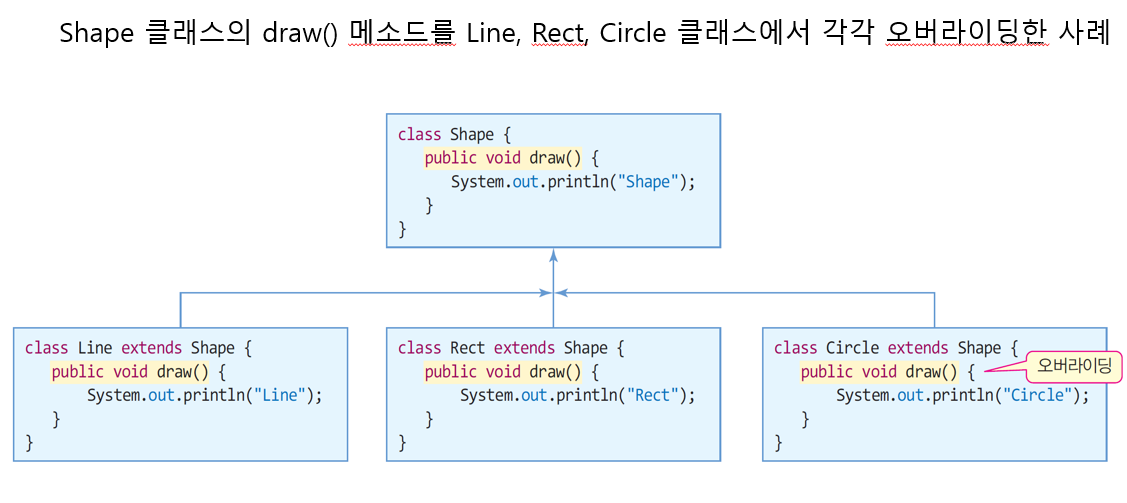 Shape 클래스의 draw() 메소드를 Line, Rect, Circle 클래스에서 각각 오버라이딩한 사례
class Shape {
public void draw() {
System.out.println("Shape");
}
}
class Line extends Shape {
public void draw() {
System.out.println("Line");
}
}
class Rect extends Shape {
public void draw() {
System.out.println("Rect");
}
}
class Circle extends Shape {
public void draw() {
System.out.println("Circle");
}
}
오버라이딩